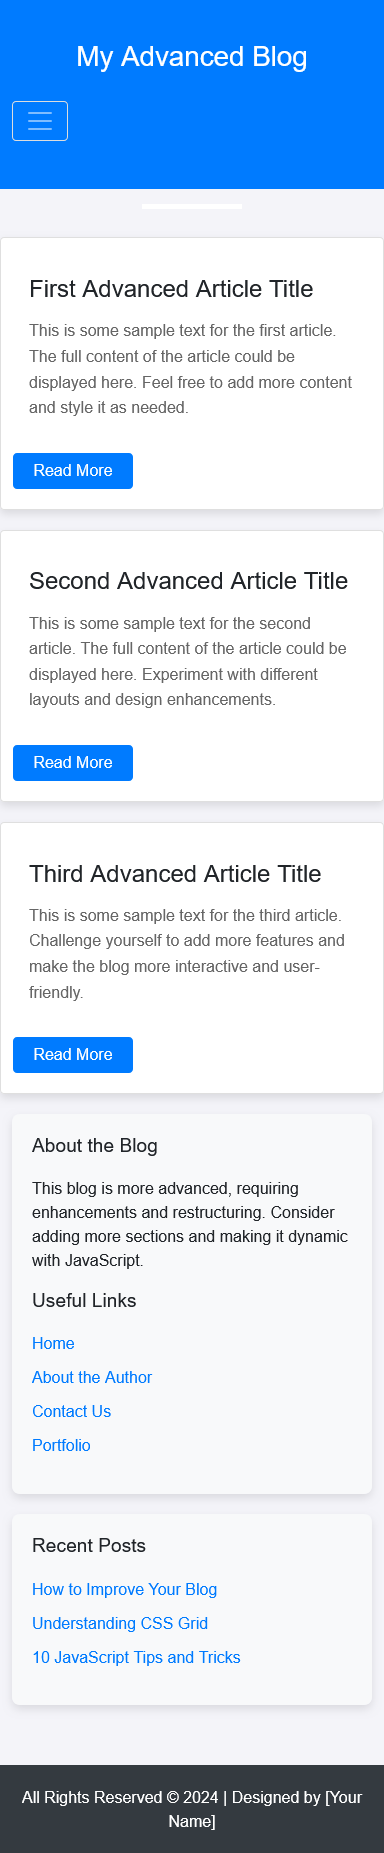 My Advanced Blog
First Advanced Article Title
This is some sample text for the first article.
The full content of the article could be
displayed here. Feel free to add more content
and style it as needed.
Read More
Second Advanced Article Title
This is some sample text for the second
article. The full content of the article could be
displayed here. Experiment with different
layouts and design enhancements.
Read More
Third Advanced Article Title
This is some sample text for the third article.
Challenge yourself to add more features and
make the blog more interactive and user-
friendly.
Read More
About the Blog
This blog is more advanced, requiring
enhancements and restructuring. Consider
adding more sections and making it dynamic
with JavaScript.
Useful Links
Home
About the Author
Contact Us
Portfolio
Recent Posts
How to Improve Your Blog
Understanding CSS Grid
10 JavaScript Tips and Tricks
All Rights Reserved © 2024 | Designed by [Your
Name]